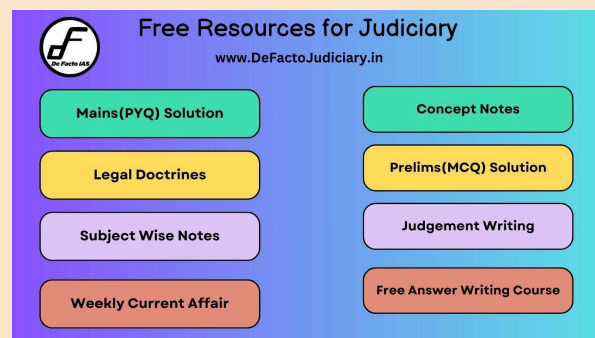 Free Resources for Judiciary
De Facto IAS
www.DeFactoJudiciary.in
Mains(PYQ) Solution
Legal Doctrines
Subject Wise Notes
Weekly Current Affair
Concept Notes
Prelims(MCQ) Solution
Judgement Writing
Free Answer Writing Course